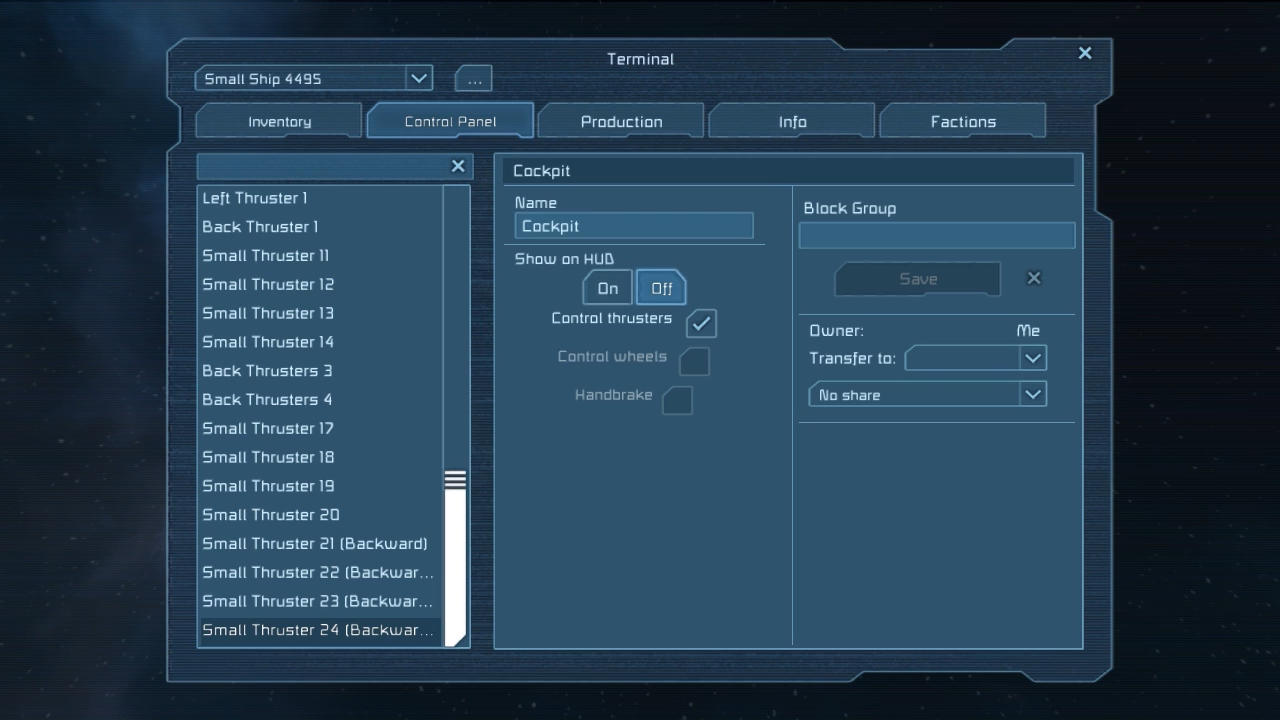 Terminal
Small Ship 4495
...
Inventory
Control Panel
Production
Info
Factions
Left Thruster 1
Back Thruster 1
Small Thruster 11
Small Thruster 12
Small Thruster 13
Small Thruster 14
Back Thrusters 3
Back Thrusters 4
Small Thruster 17
Small Thruster 18
Small Thruster 19
Small Thruster 20
Small Thruster 21 (Backward)
Small Thruster 22 (Backwar...
Small Thruster 23 (Backwar...
Small Thruster 24 (Backwar...
Cockpit
Name
Cockpit
Show on HUD
On Off
Control thrusters
Control wheels
Handbrake
Block Group
Save
Owner: Me
Transfer to:
No share